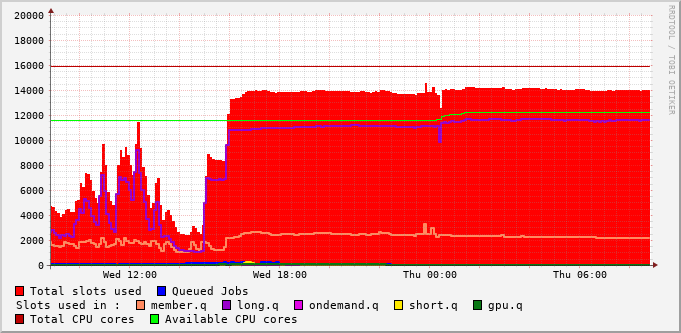 20000
18000
16000
14000
12000
10000
8000
6000
4000
2000
0
Wed 12:00 Wed 18:00 Thu 00:00 Thu 06:00
RRDTOOL / TOBI OETIKER
Total slots used Queued Jobs
Slots used in : member.q long.q ondemand.q short.q gpu.q
Total CPU cores Available CPU cores